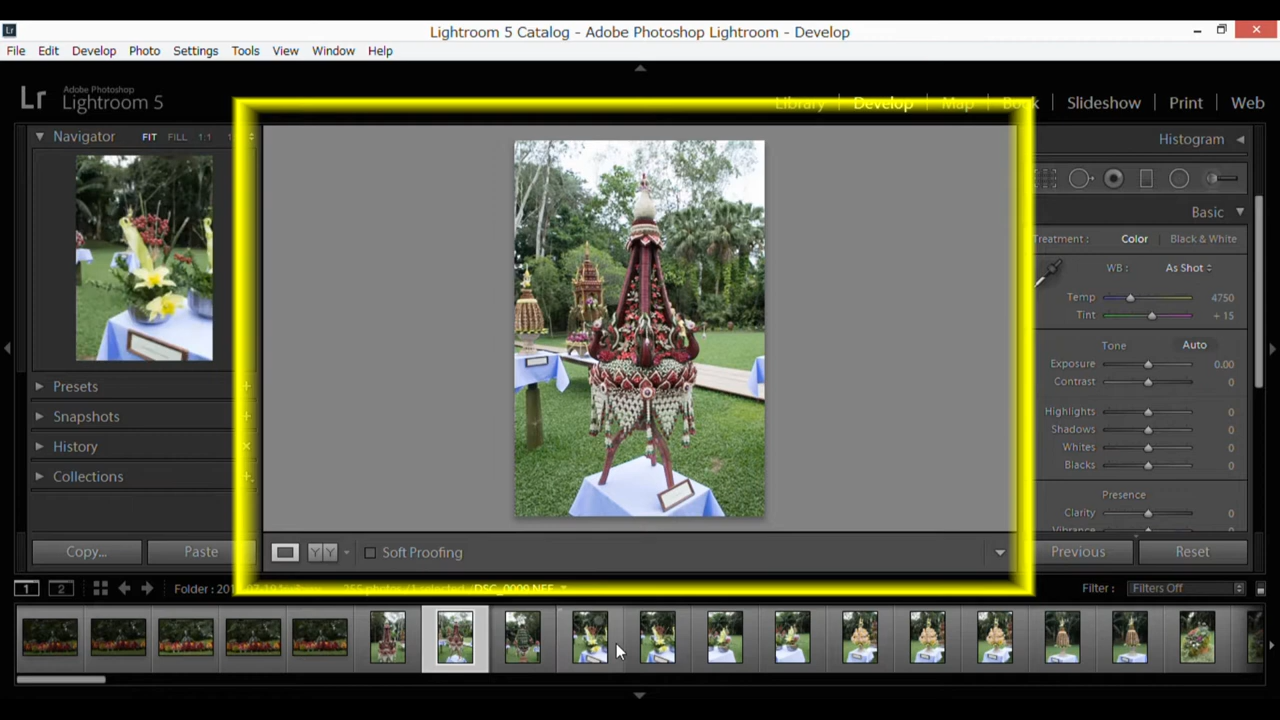 Lightroom 5 Catalog - Adobe Photoshop Lightroom - Develop
File Edit Develop Photo Settings Tools View Window Help
Lr Adobe Photoshop
Lightroom 5
Library Develop Map Book Slideshow Print Web
Navigator FIT FILL 1:1
Histogram
Basic
Treatment : Color Black & White
WB : As Shot
Temp 4750
Tint + 15
Tone Auto
Exposure 0.00
Contrast 0
Highlights 0
Shadows 0
Whites 0
Blacks 0
Presence
Clarity 0
Vibrance
Presets
Snapshots
History
Collections
Copy... Paste
YY Soft Proofing
Previous Reset
1 2 Folder : 
Filter : Filters Off